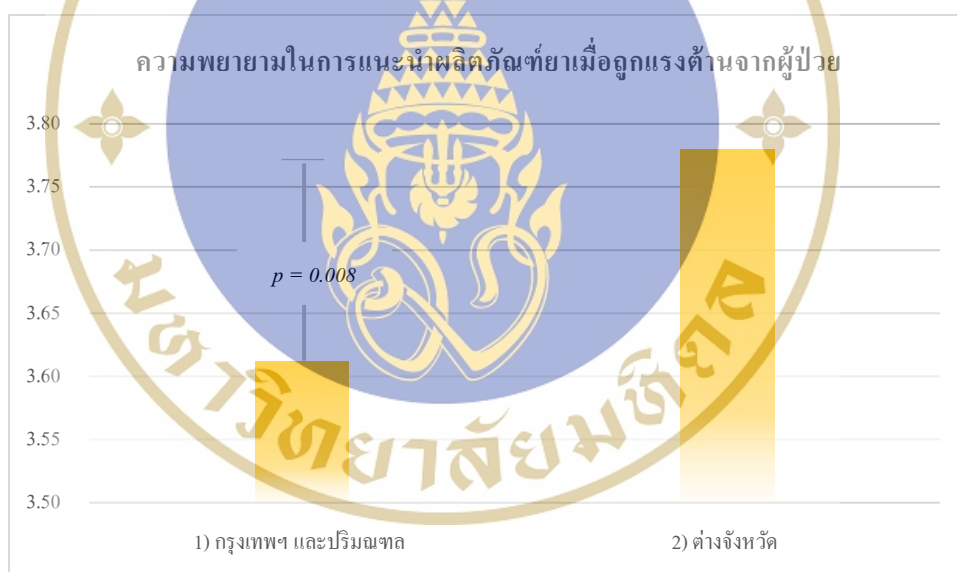 ความพยายามในการแนะนำผลิตภัณฑ์ยาเมื่อถูกแรงต้านจากผู้ป่วย
3.80
3.75
3.70
3.65
3.60
3.55
3.50
p = 0.008
1) กรุงเทพฯ และปริมณฑล
2) ต่างจังหวัด
มหาวิทยาลัยมหิดล